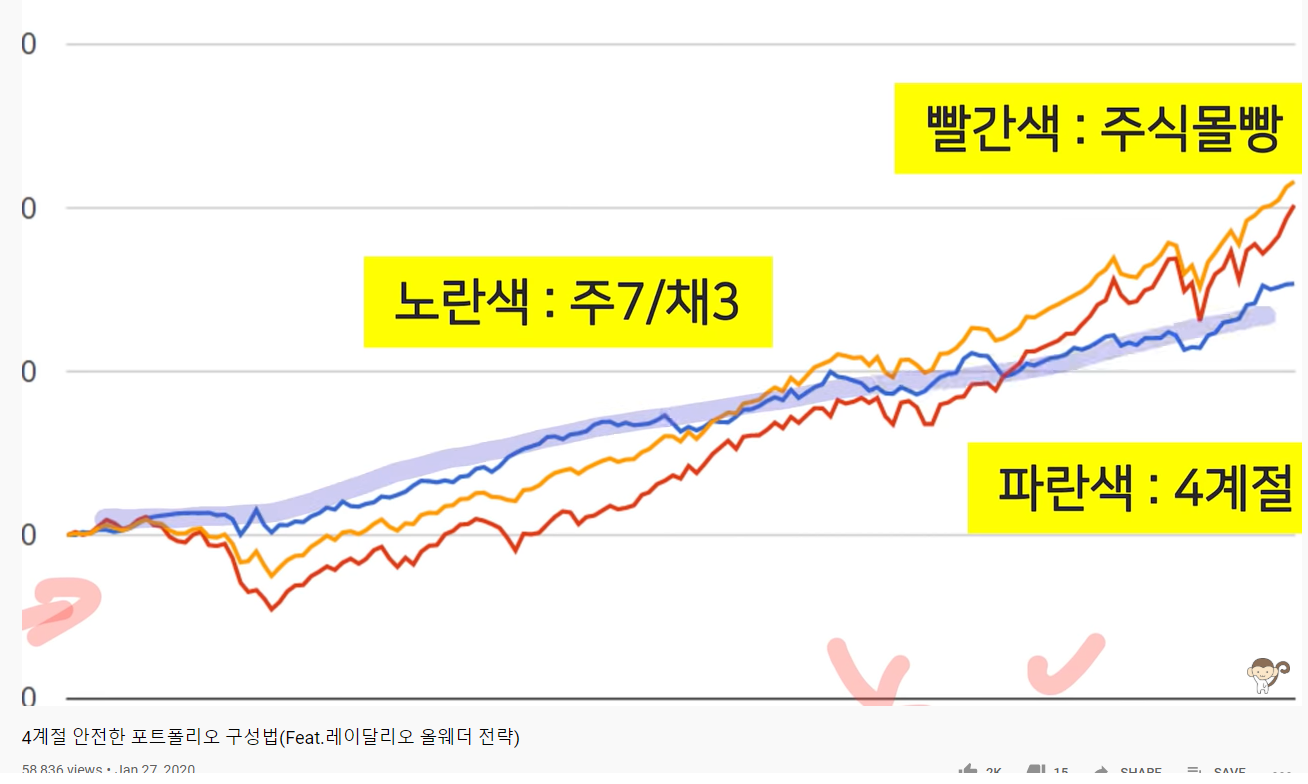 0
빨간색 : 주식몰빵
0
노란색 : 주7/채3
0
파란색 : 4계절
0
0
4계절 안전한 포트폴리오 구성법(Feat.레이달리오 올웨더 전략)
58,836 views • Jan 27, 2020
2K 15 SHARE SAVE